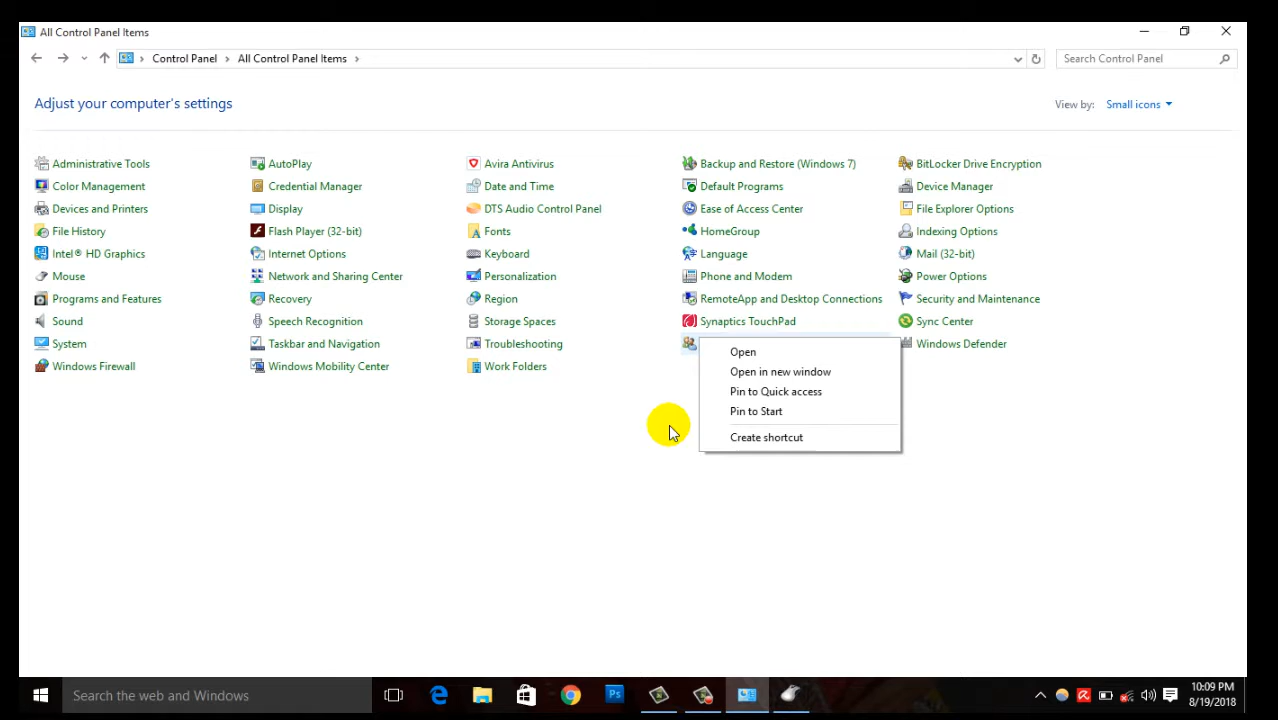 All Control Panel Items
Control Panel > All Control Panel Items >
Search Control Panel
Adjust your computer's settings
View by: Small icons
Administrative Tools
AutoPlay
Avira Antivirus
Backup and Restore (Windows 7)
BitLocker Drive Encryption
Color Management
Credential Manager
Date and Time
Default Programs
Device Manager
Devices and Printers
Display
DTS Audio Control Panel
Ease of Access Center
File Explorer Options
File History
Flash Player (32-bit)
Fonts
HomeGroup
Indexing Options
Intel® HD Graphics
Internet Options
Keyboard
Language
Mail (32-bit)
Mouse
Network and Sharing Center
Personalization
Phone and Modem
Power Options
Programs and Features
Recovery
Region
RemoteApp and Desktop Connections
Security and Maintenance
Sound
Speech Recognition
Storage Spaces
Synaptics TouchPad
Sync Center
System
Taskbar and Navigation
Troubleshooting
Windows Defender
Windows Firewall
Windows Mobility Center
Work Folders
Open
Open in new window
Pin to Quick access
Pin to Start
Create shortcut
Search the web and Windows
Ps
10:09 PM
8/19/2018